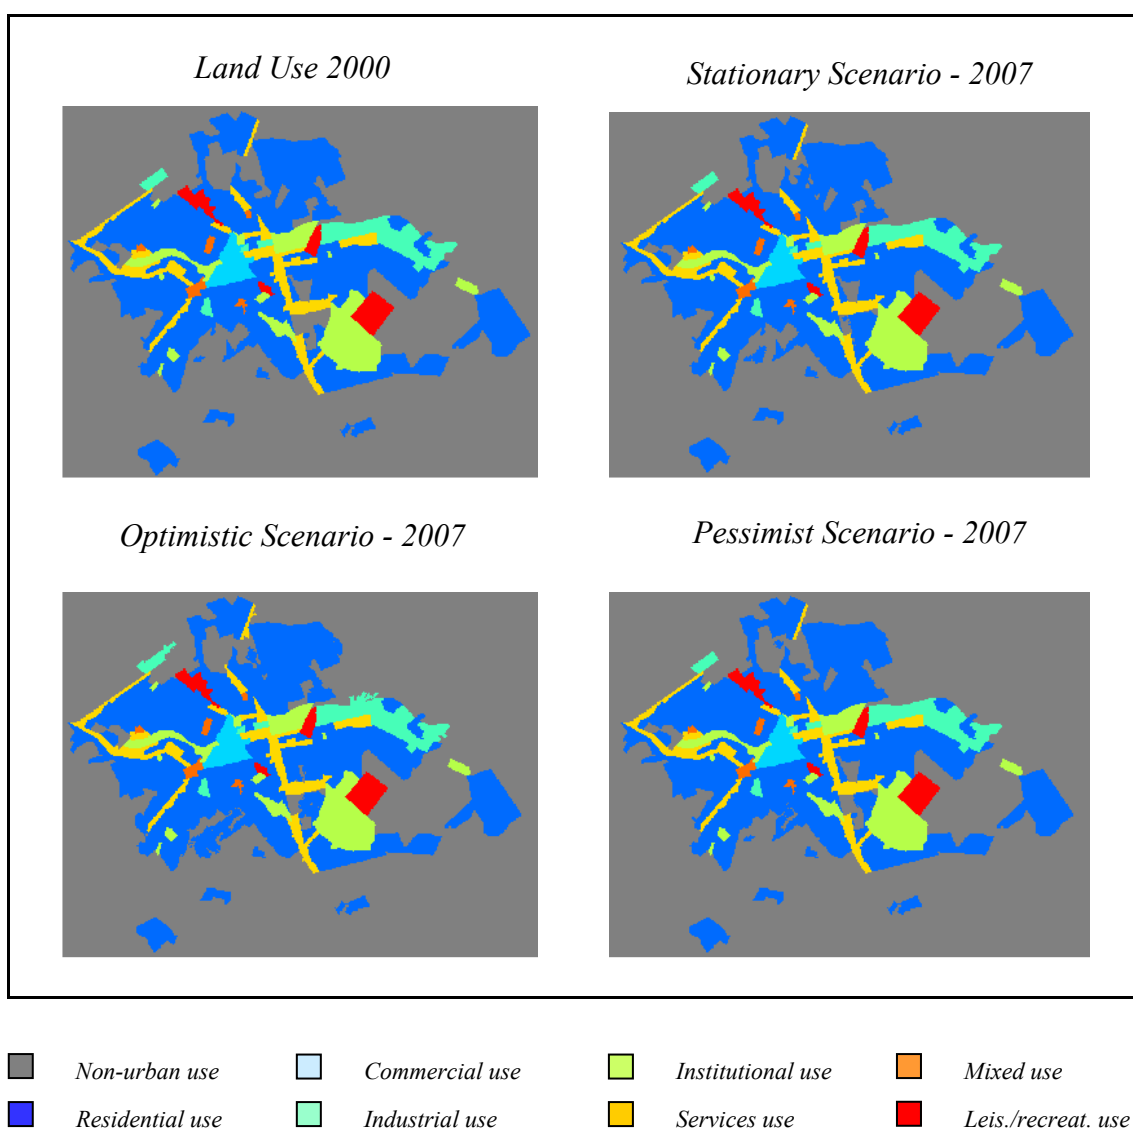 Land Use 2000
Stationary Scenario - 2007
Optimistic Scenario - 2007
Pessimist Scenario - 2007
Non-urban use
Commercial use
Institutional use
Mixed use
Residential use
Industrial use
Services use
Leis./recreat. use